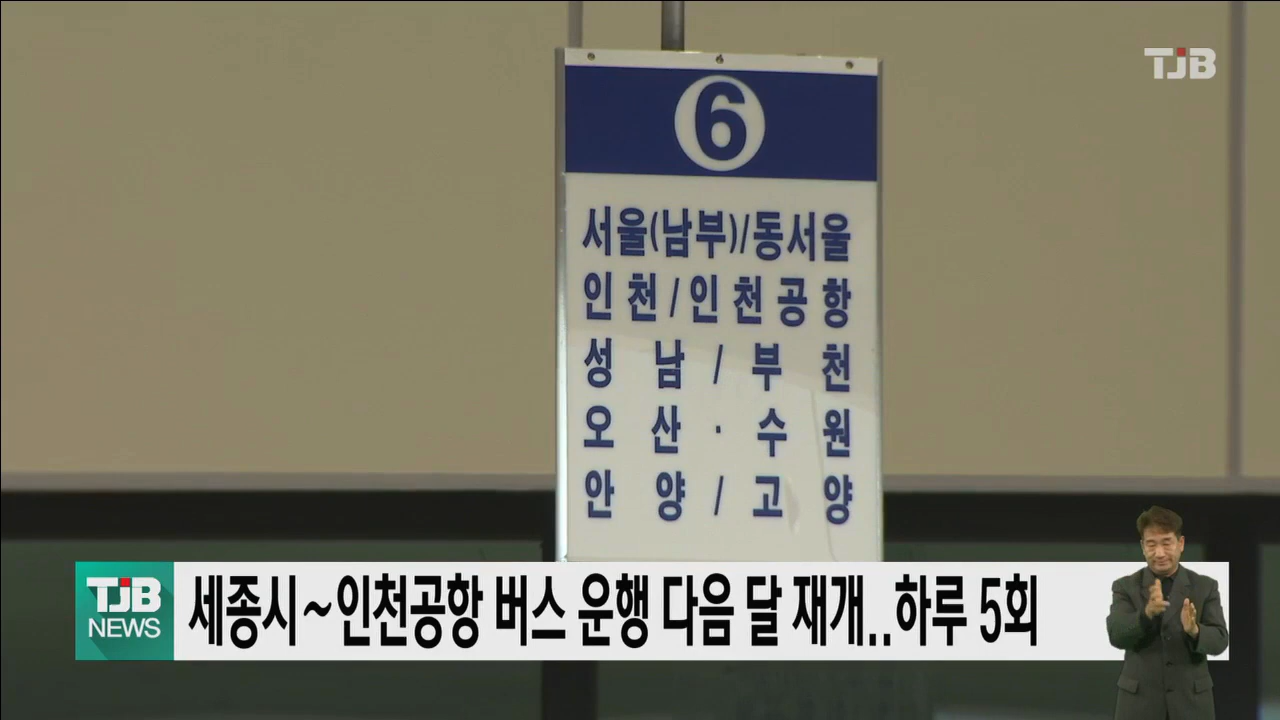 TJB
6
서울(남부)/동서울
인천/인천공항
성남/부천
오산·수원
안양/고양
TJB NEWS
세종시~인천공항 버스 운행 다음 달 재개..하루 5회